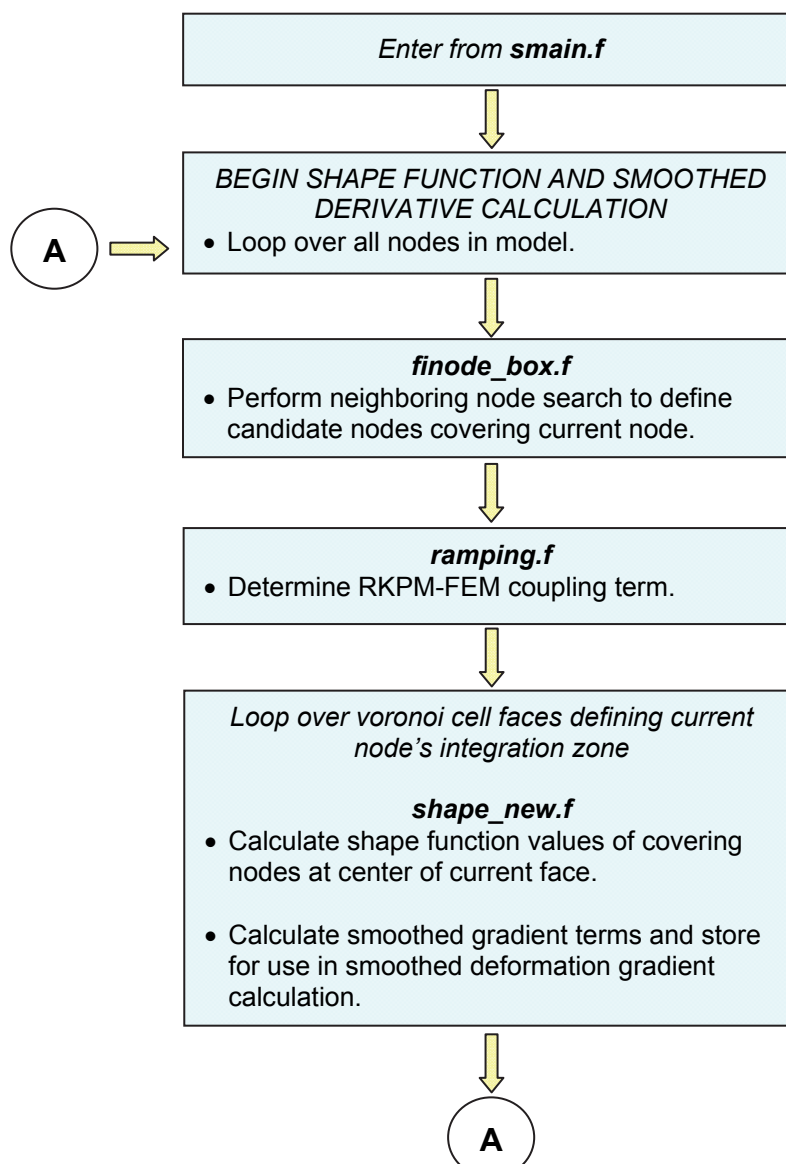 Enter from smain.f
BEGIN SHAPE FUNCTION AND SMOOTHED
DERIVATIVE CALCULATION
• Loop over all nodes in model.
A
finode_box.f
• Perform neighboring node search to define
candidate nodes covering current node.
ramping.f
• Determine RKPM-FEM coupling term.
Loop over voronoi cell faces defining current
node’s integration zone
shape_new.f
• Calculate shape function values of covering
nodes at center of current face.
• Calculate smoothed gradient terms and store
for use in smoothed deformation gradient
calculation.
A